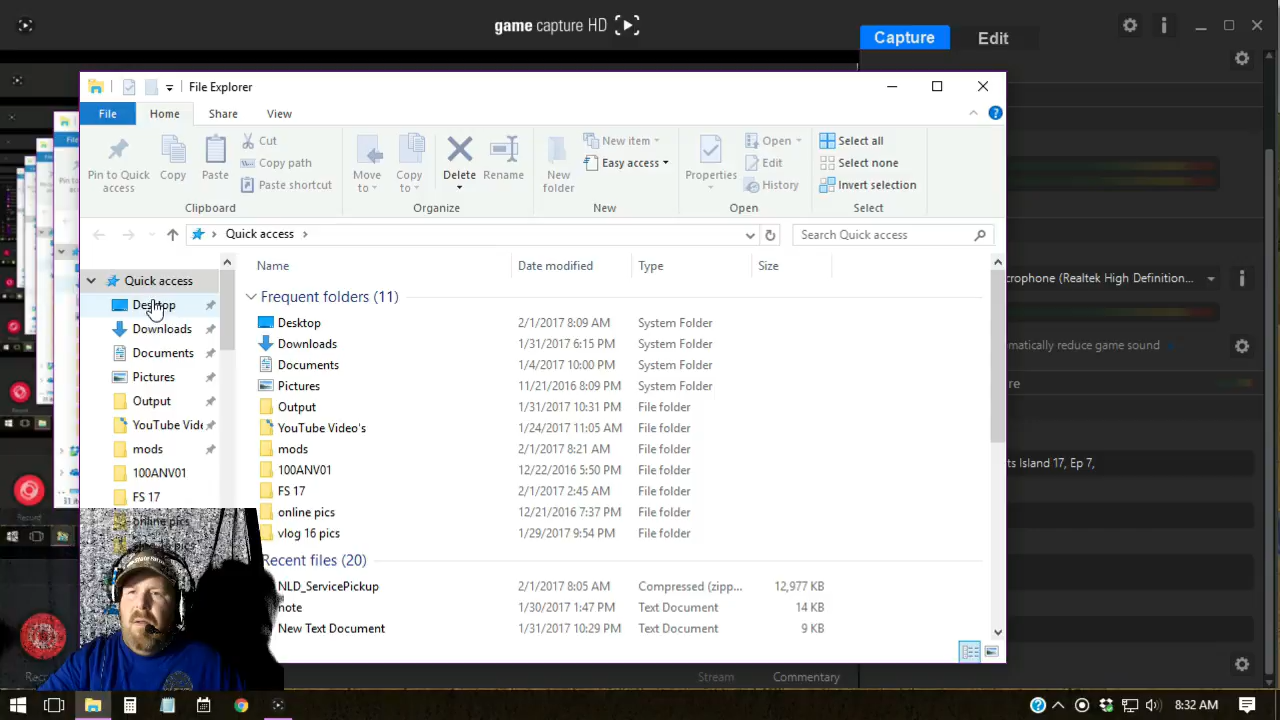 game capture HD
Capture
Edit
File Explorer
File
Home
Share
View
Pin to Quick access
Copy
Paste
Cut
Copy path
Paste shortcut
Clipboard
Move to
Copy to
Delete
Rename
Organize
New folder
New item
Easy access
New
Properties
Open
Edit
History
Open
Select all
Select none
Invert selection
Select
Quick access
Search Quick access
Name
Date modified
Type
Size
Quick access
Desktop
Downloads
Documents
Pictures
Output
YouTube Vide
mods
100ANV01
FS 17
online pic
Frequent folders (11)
Desktop 2/1/2017 8:09 AM System Folder
Downloads 1/31/2017 6:15 PM System Folder
Documents 1/4/2017 10:00 PM System Folder
Pictures 11/21/2016 8:09 PM System Folder
Output 1/31/2017 10:31 PM File folder
YouTube Video's 1/24/2017 11:05 AM File folder
mods 2/1/2017 8:21 AM File folder
100ANV01 12/22/2016 5:50 PM File folder
FS 17 2/1/2017 2:45 AM File folder
online pics 12/21/2016 7:37 PM File folder
vlog 16 pics 1/29/2017 9:54 PM File folder
Recent files (20)
NLD_ServicePickup 2/1/2017 8:05 AM Compressed (zipp... 12,977 KB
note 1/30/2017 1:47 PM Text Document 14 KB
New Text Document 1/31/2017 10:29 PM Text Document 9 KB
crophone (Realtek High Definition...
matically reduce game sound
re
ts Island 17, Ep 7,
Stream
Commentary
8:32 AM